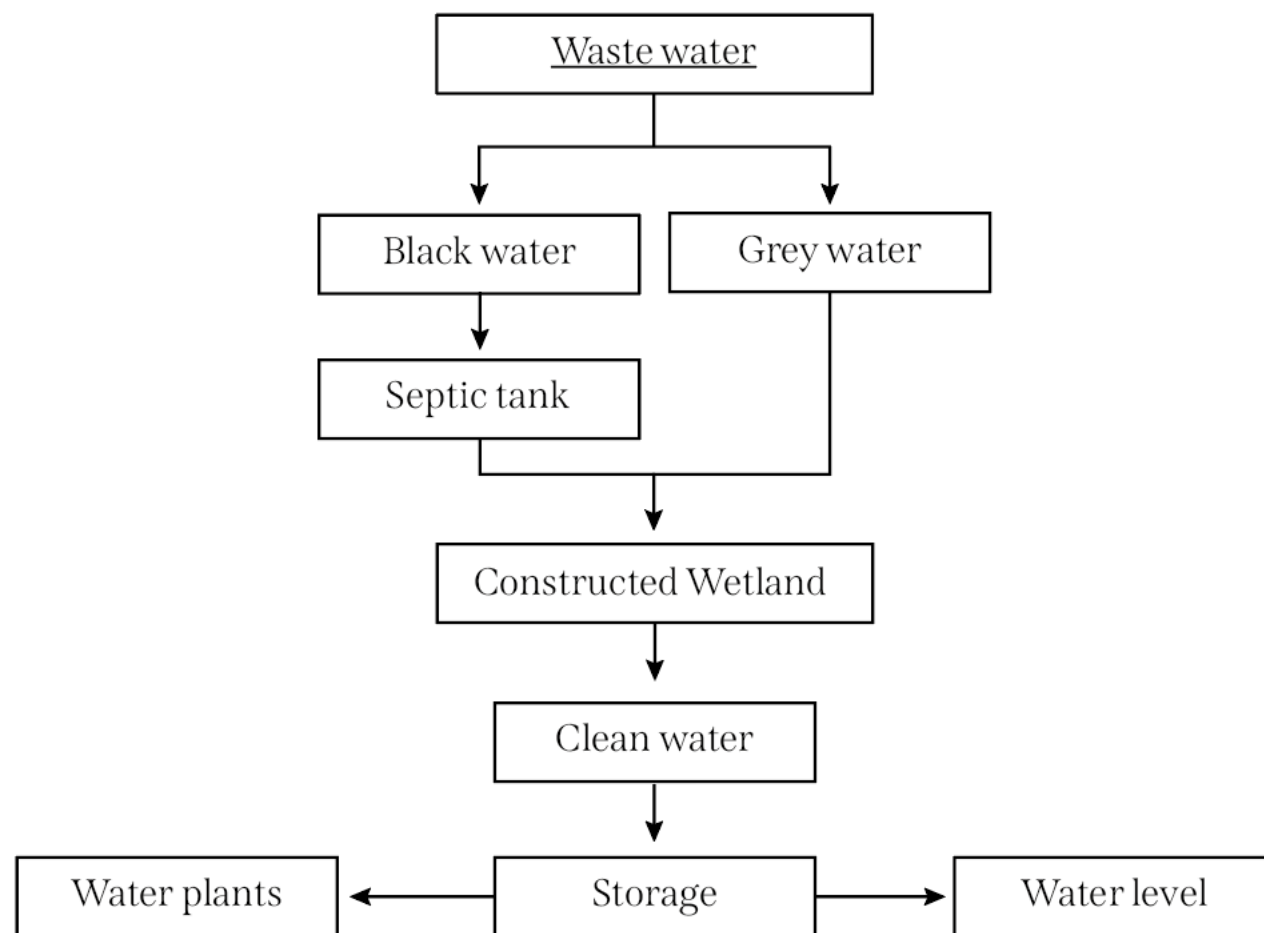 Waste water
Black water
Grey water
Septic tank
Constructed Wetland
Clean water
Water plants
Storage
Water level